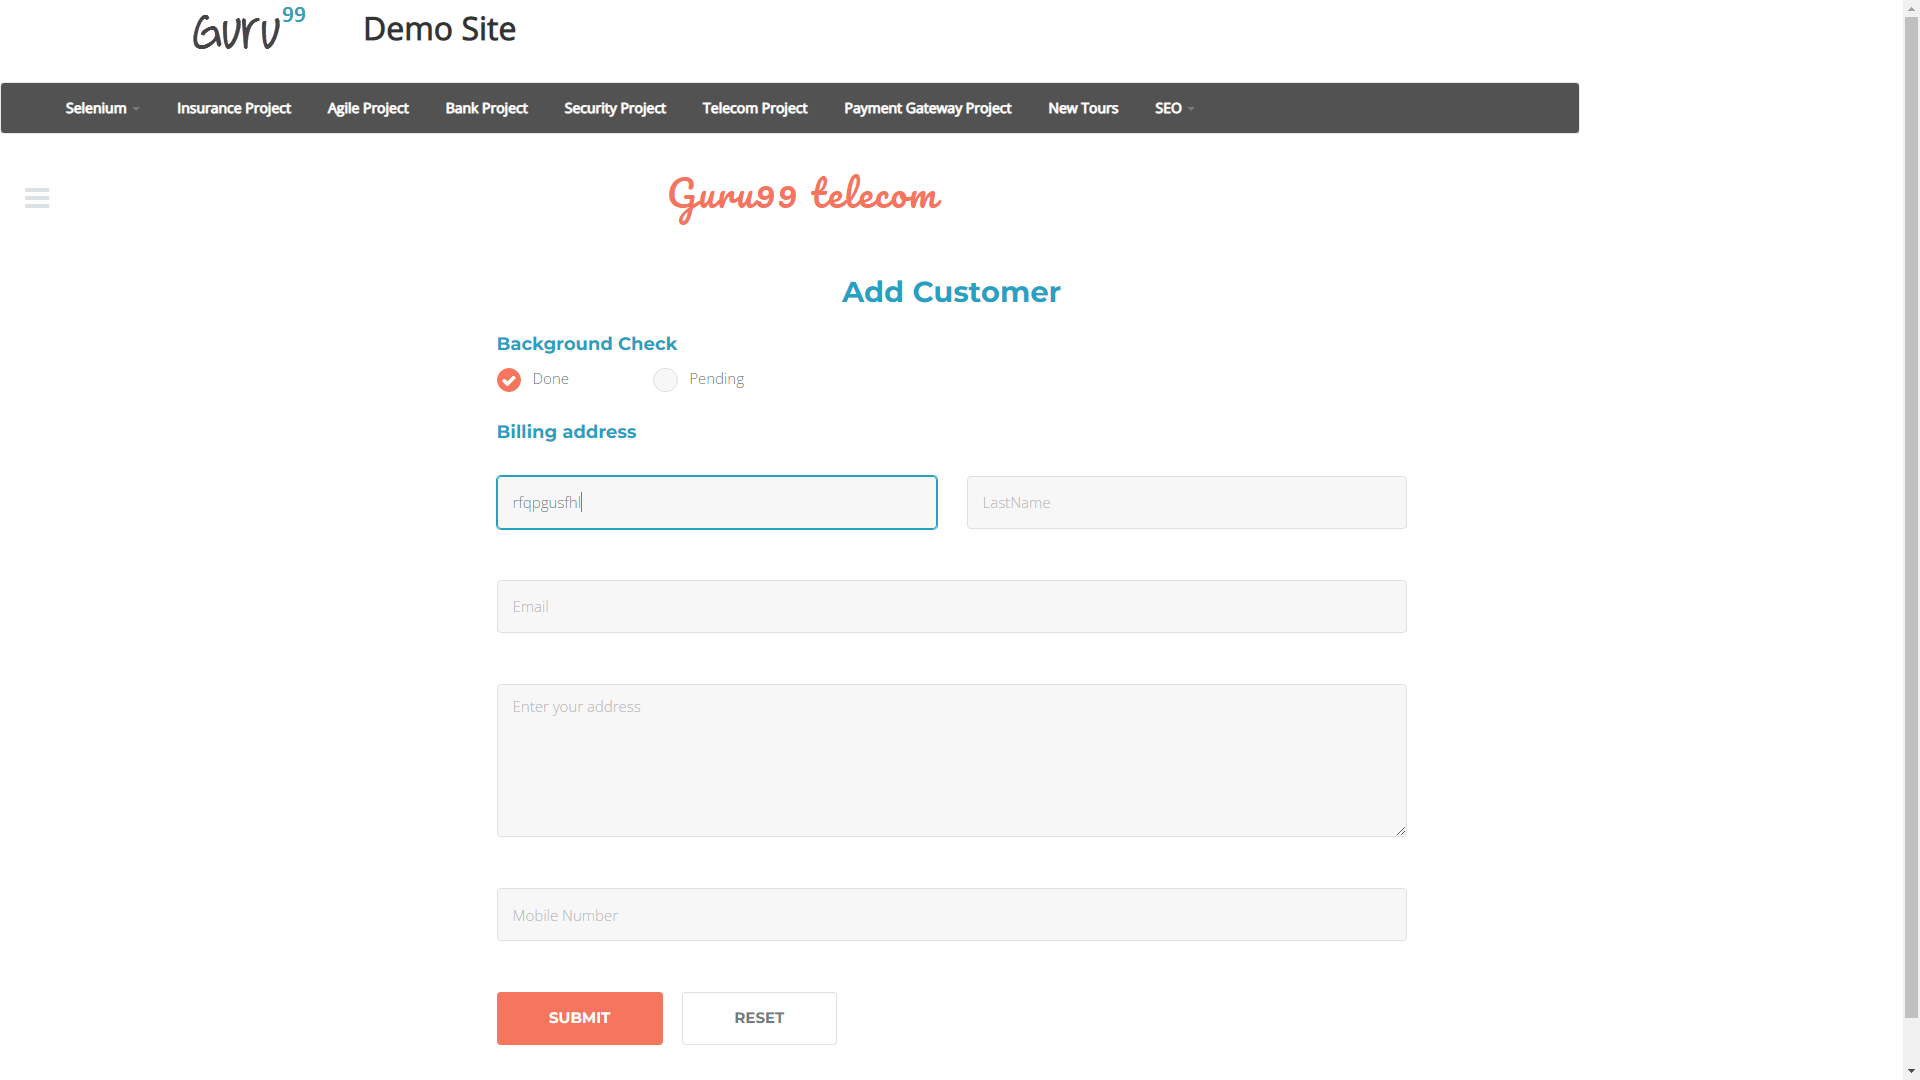 Guru99 Demo Site
Selenium Insurance Project Agile Project Bank Project Security Project Telecom Project Payment Gateway Project New Tours SEO
Guru99 telecom
Add Customer
Background Check
Done Pending
Billing address
rfqpgusfhl LastName
Email
Enter your address
Mobile Number
SUBMIT RESET